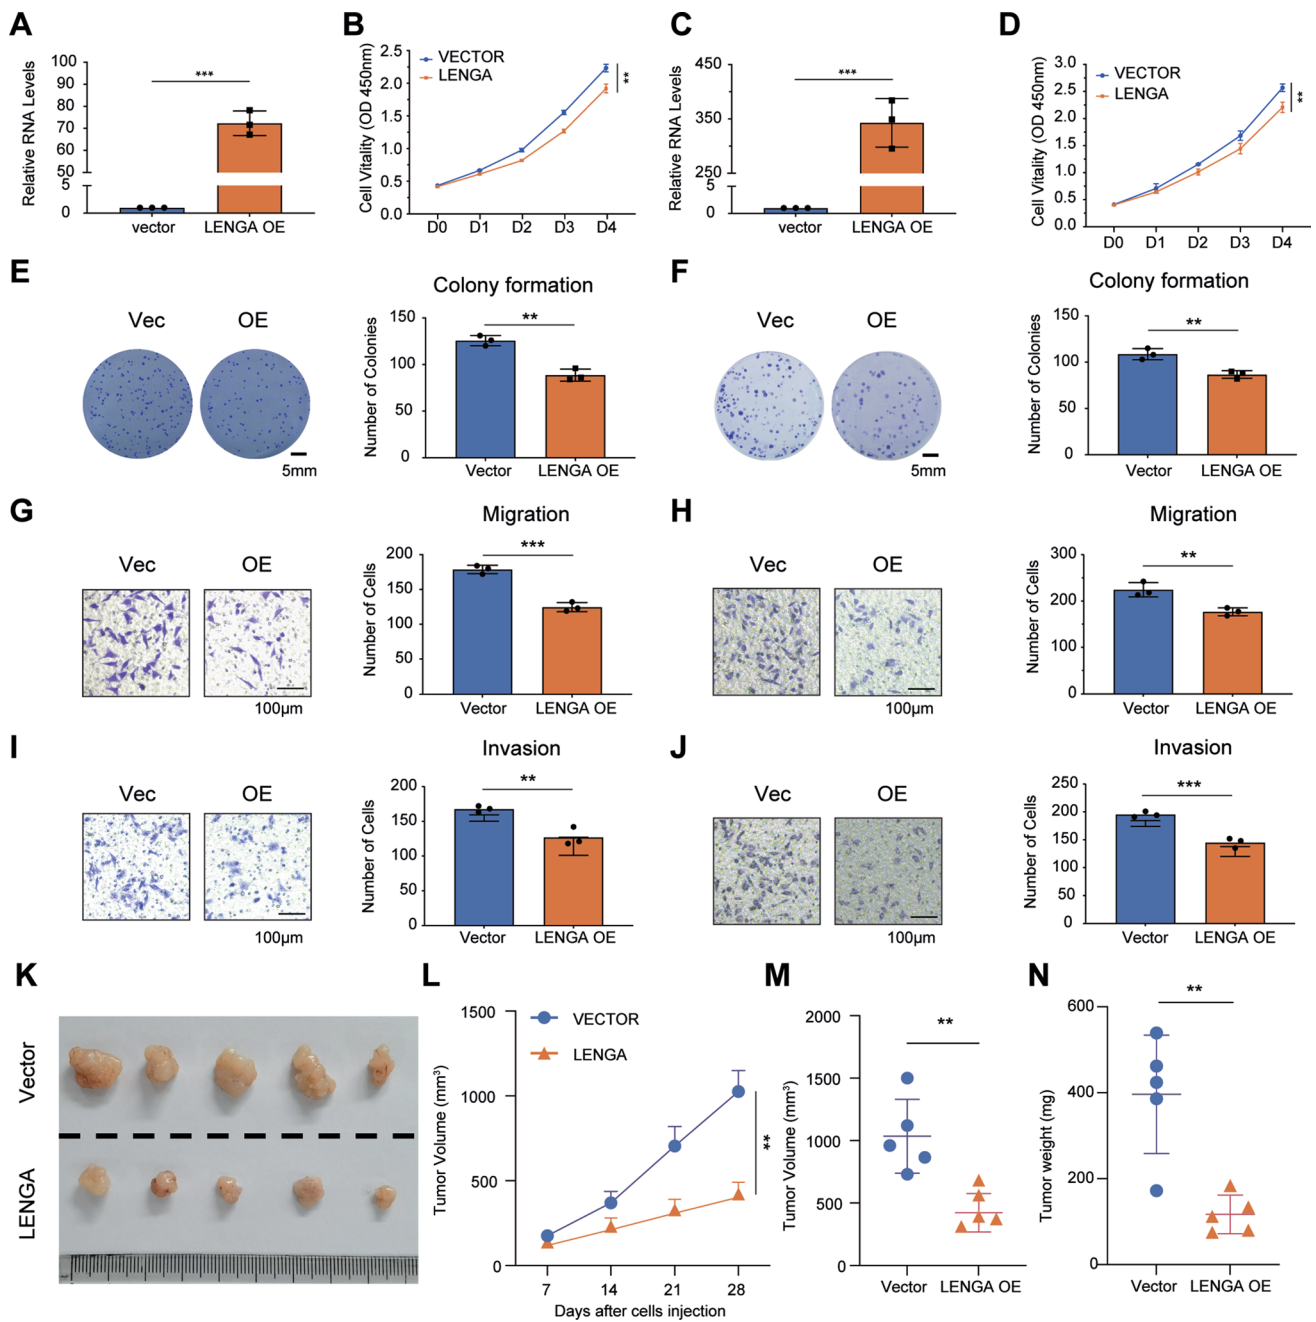 A
Relative RNA Levels
100
90
80
70
60
50
5
0
***
vector
LENGA OE
B
Cell Vitality (OD 450nm)
2.5
2.0
1.5
1.0
0.5
0.0
VECTOR
LENGA
**
D0 D1 D2 D3 D4
C
Relative RNA Levels
450
350
250
5
0
***
vector
LENGA OE
D
Cell Vitality (OD 450nm)
3.0
2.5
2.0
1.5
1.0
0.5
0.0
VECTOR
LENGA
**
D0 D1 D2 D3 D4
E
Vec OE
5mm
Colony formation
Number of Colonies
150
100
50
0
**
Vector LENGA OE
F
Vec OE
5mm
Colony formation
Number of Colonies
150
100
50
0
**
Vector LENGA OE
G
Vec OE
100μm
Migration
Number of Cells
200
150
100
50
0
***
Vector LENGA OE
H
Vec OE
100μm
Migration
Number of Cells
300
200
100
0
**
Vector LENGA OE
I
Vec OE
100μm
Invasion
Number of Cells
200
150
100
50
0
**
Vector LENGA OE
J
Vec OE
100μm
Invasion
Number of Cells
250
200
150
100
50
0
***
Vector LENGA OE
K
Vector
LENGA
L
Tumor Volume (mm³)
1500
1000
500
0
VECTOR
LENGA
**
7 14 21 28
Days after cells injection
M
Tumor Volume (mm³)
2000
1500
1000
500
0
**
Vector LENGA OE
N
Tumor weight (mg)
600
400
200
0
**
Vector LENGA OE